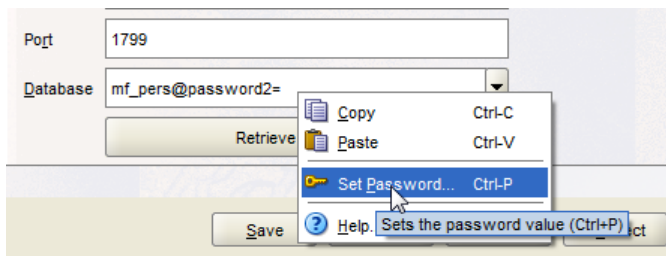 Port 1799
Database mf_pers@password2=
Retrieve
Copy Ctrl-C
Paste Ctrl-V
Set Password... Ctrl-P
Help.
Sets the password value (Ctrl+P)
Save ect